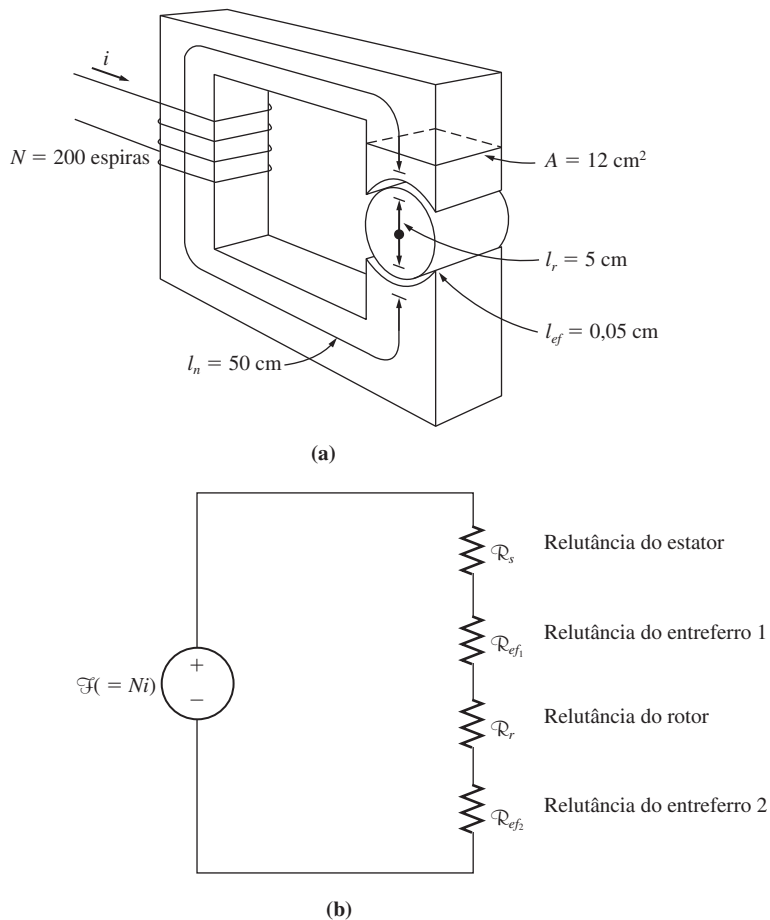 i
N = 200 espiras
A = 12 cm²
l_r = 5 cm
l_ef = 0,05 cm
l_n = 50 cm
(a)
ℛ_s Relutância do estator
ℛ_ef₁ Relutância do entreferro 1
+
ℱ( = Ni)
–
ℛ_r Relutância do rotor
ℛ_ef₂ Relutância do entreferro 2
(b)